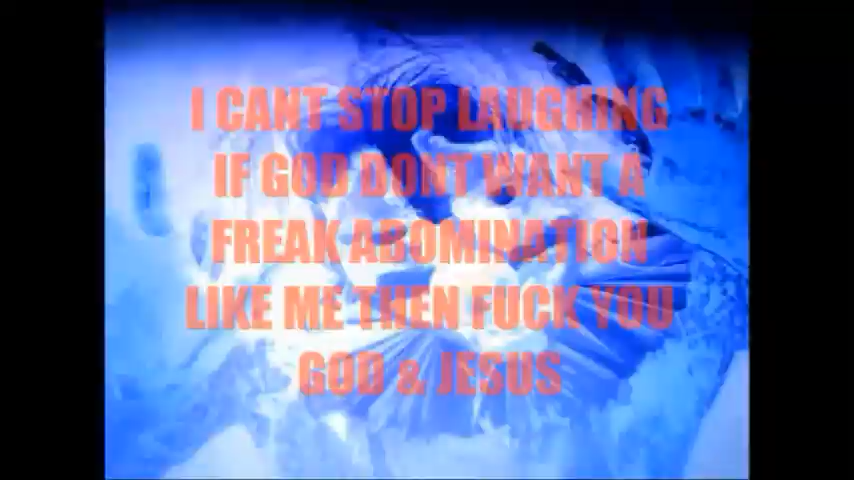 I CANT STOP LAUGHING
IF GOD DONT WANT A
FREAK ABOMINATION
LIKE ME THEN FUCK YOU
GOD & JESUS